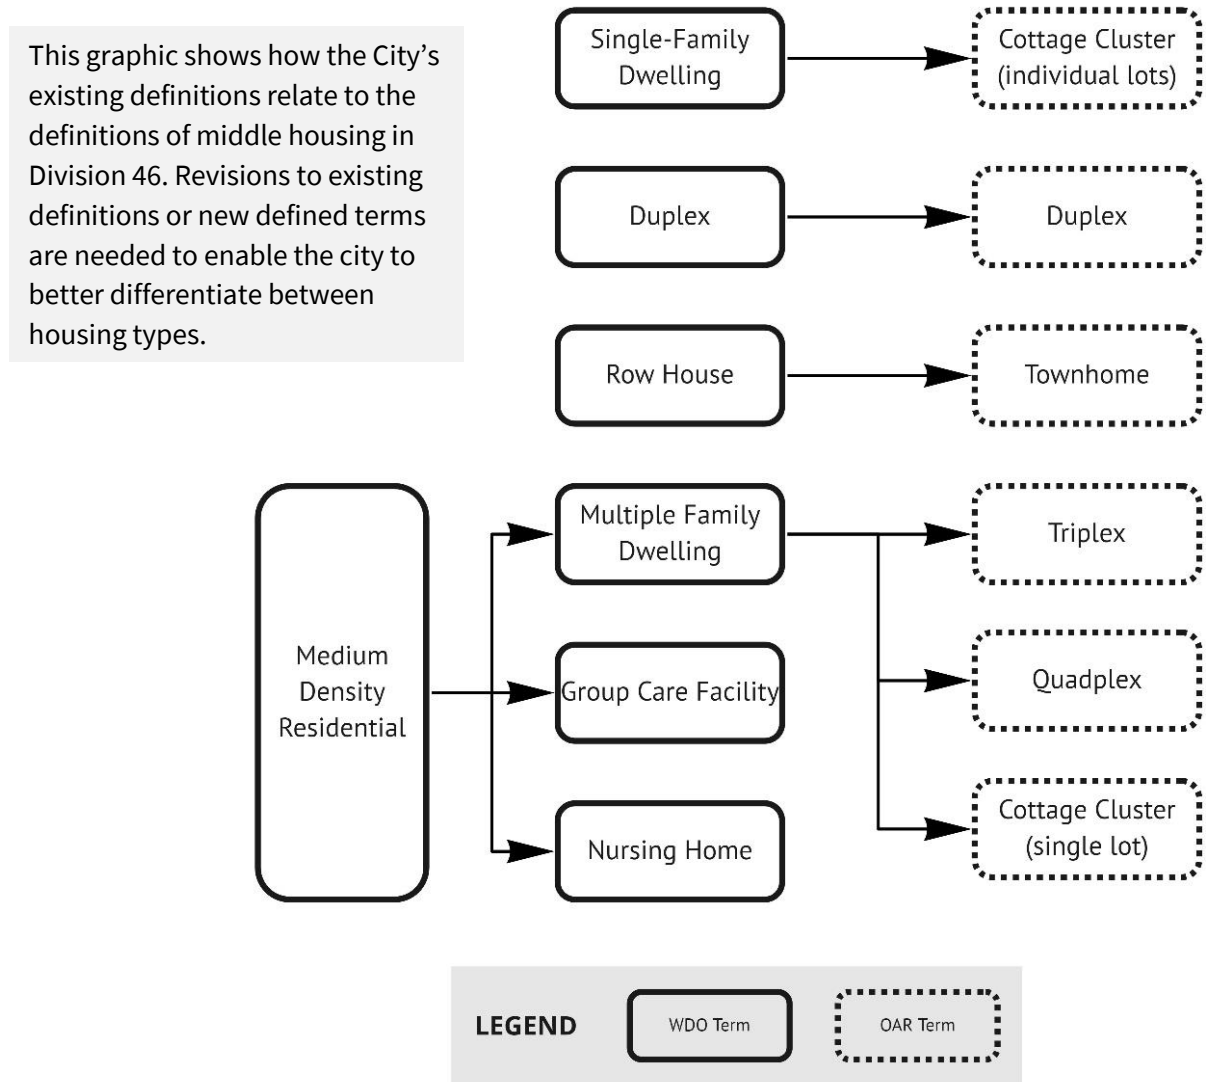 This graphic shows how the City’s
existing definitions relate to the
definitions of middle housing in
Division 46. Revisions to existing
definitions or new defined terms
are needed to enable the city to
better differentiate between
housing types.
Single-Family
Dwelling
Cottage Cluster
(individual lots)
Duplex
Duplex
Row House
Townhome
Medium
Density
Residential
Multiple Family
Dwelling
Triplex
Group Care Facility
Quadplex
Nursing Home
Cottage Cluster
(single lot)
LEGEND
WDO Term
OAR Term